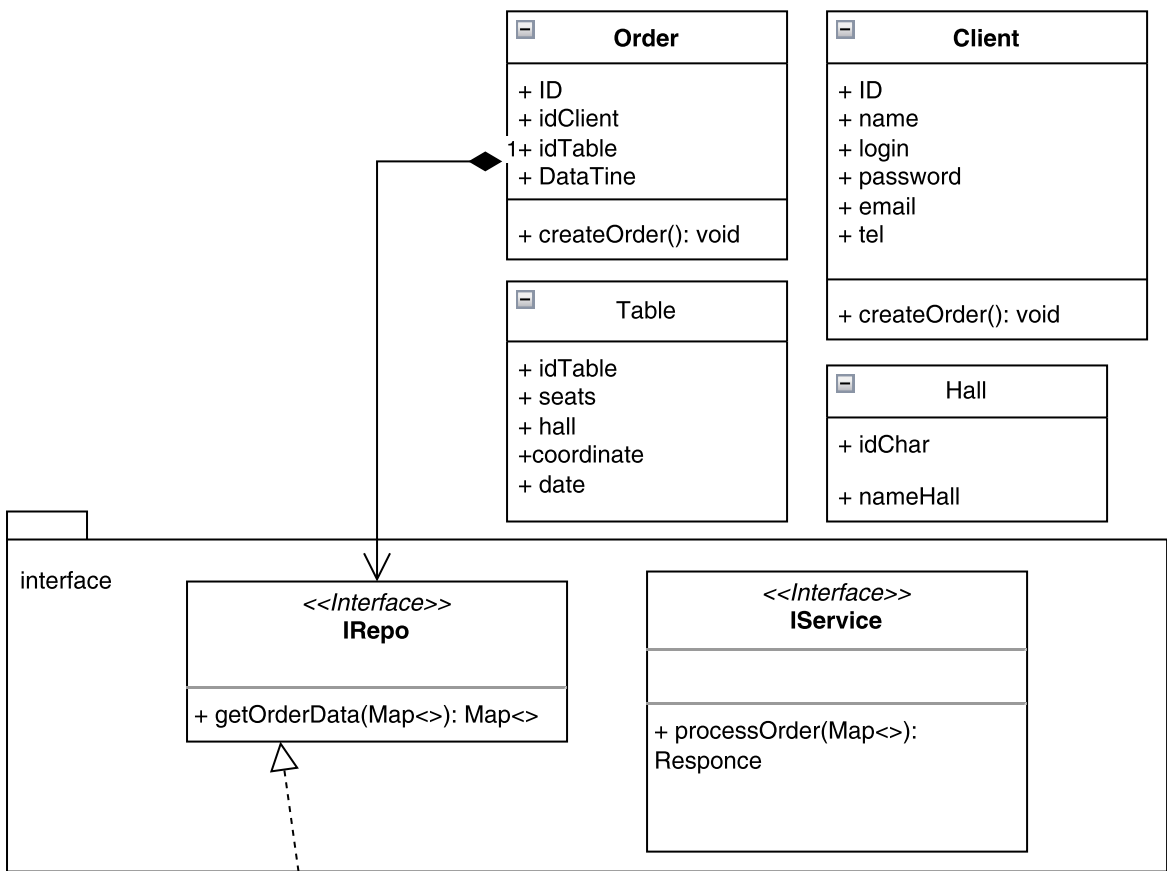 Order
+ ID
+ idClient
1+ idTable
+ DataTine
+ createOrder(): void
Client
+ ID
+ name
+ login
+ password
+ email
+ tel
+ createOrder(): void
Table
+ idTable
+ seats
+ hall
+coordinate
+ date
Hall
+ idChar
+ nameHall
interface
<<Interface>>
IRepo
+ getOrderData(Map<>): Map<>
<<Interface>>
IService
+ processOrder(Map<>):
Responce